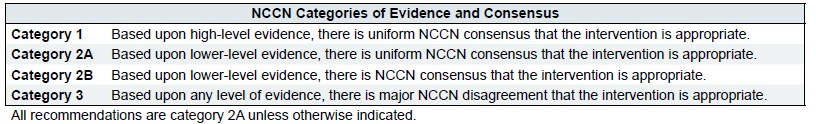 NCCN Categories of Evidence and Consensus
Category 1 Based upon high-level evidence, there is uniform NCCN consensus that the intervention is appropriate.
Category 2A Based upon lower-level evidence, there is uniform NCCN consensus that the intervention is appropriate.
Category 2B Based upon lower-level evidence, there is NCCN consensus that the intervention is appropriate.
Category 3 Based upon any level of evidence, there is major NCCN disagreement that the intervention is appropriate.
All recommendations are category 2A unless otherwise indicated.